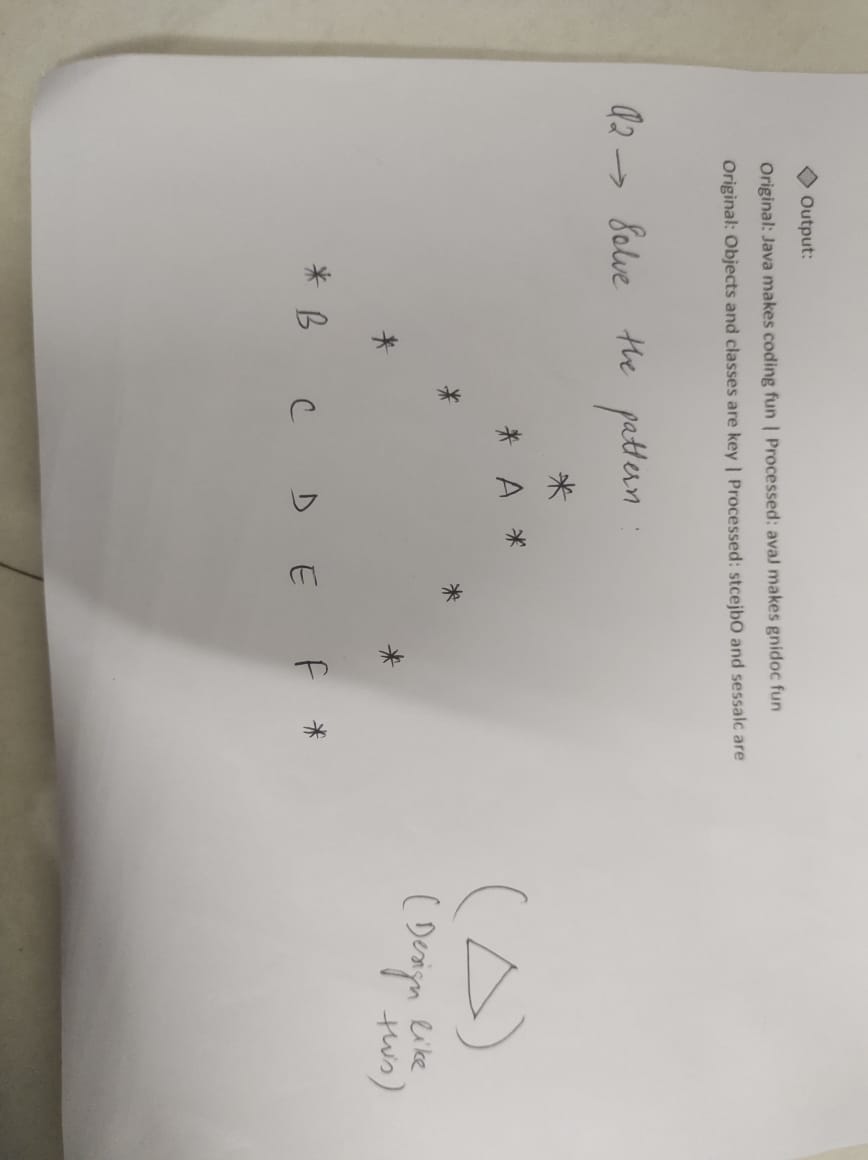 Output:
Original: Java makes coding fun | Processed: avaJ makes gnidoc fun
Original: Objects and classes are key | Processed: stcejbO and sessalc are
Q2 → Solve the pattern :
*
* A *
* *
* *
* B C D E F *
(Design like
this)